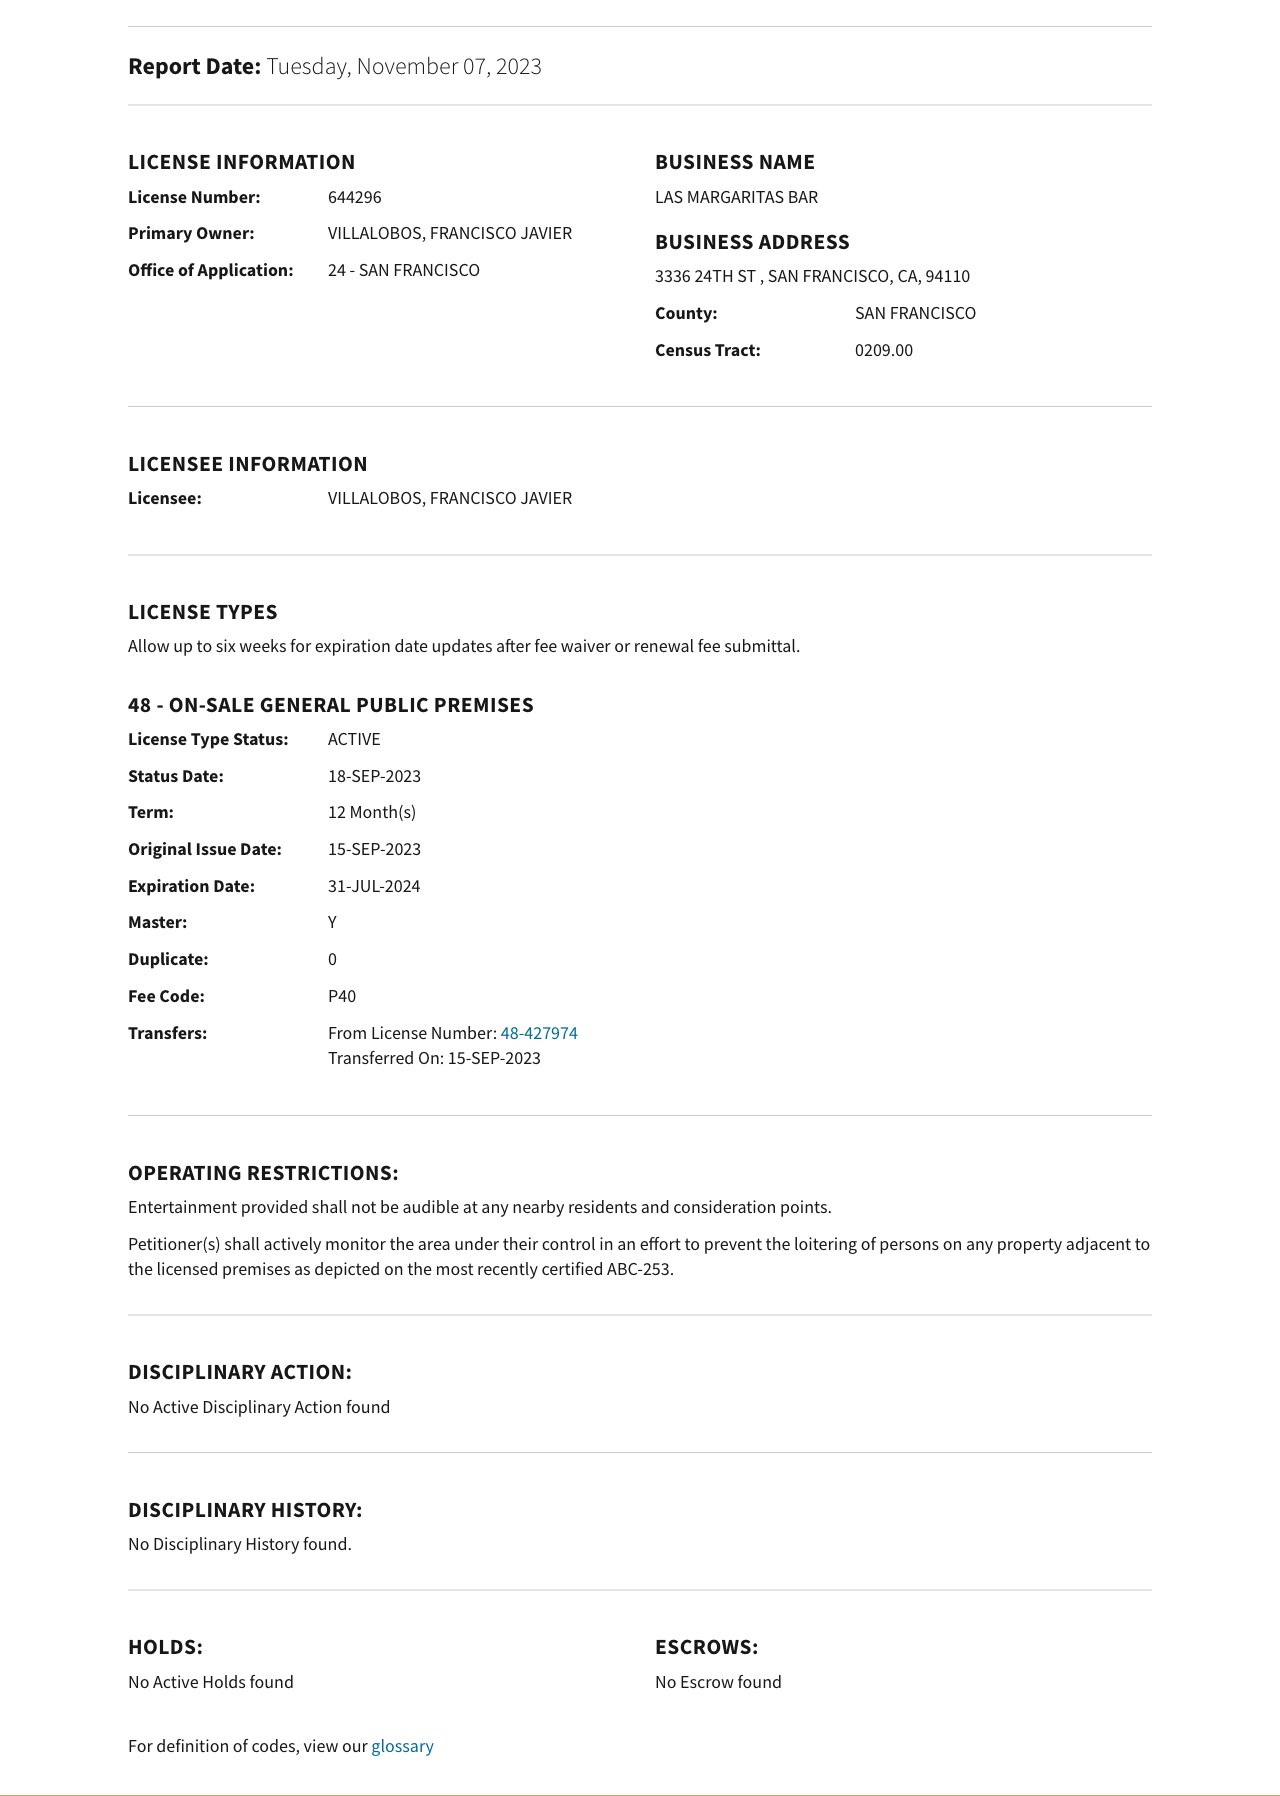 Report Date: Tuesday, November 07, 2023
LICENSE INFORMATION
License Number: 644296
Primary Owner: VILLALOBOS, FRANCISCO JAVIER
Office of Application: 24 - SAN FRANCISCO
BUSINESS NAME
LAS MARGARITAS BAR
BUSINESS ADDRESS
3336 24TH ST , SAN FRANCISCO, CA, 94110
County: SAN FRANCISCO
Census Tract: 0209.00
LICENSEE INFORMATION
Licensee: VILLALOBOS, FRANCISCO JAVIER
LICENSE TYPES
Allow up to six weeks for expiration date updates after fee waiver or renewal fee submittal.
48 - ON-SALE GENERAL PUBLIC PREMISES
License Type Status: ACTIVE
Status Date: 18-SEP-2023
Term: 12 Month(s)
Original Issue Date: 15-SEP-2023
Expiration Date: 31-JUL-2024
Master: Y
Duplicate: 0
Fee Code: P40
Transfers: From License Number: 48-427974
Transferred On: 15-SEP-2023
OPERATING RESTRICTIONS:
Entertainment provided shall not be audible at any nearby residents and consideration points.
Petitioner(s) shall actively monitor the area under their control in an effort to prevent the loitering of persons on any property adjacent to
the licensed premises as depicted on the most recently certified ABC-253.
DISCIPLINARY ACTION:
No Active Disciplinary Action found
DISCIPLINARY HISTORY:
No Disciplinary History found.
HOLDS:
No Active Holds found
ESCROWS:
No Escrow found
For definition of codes, view our glossary